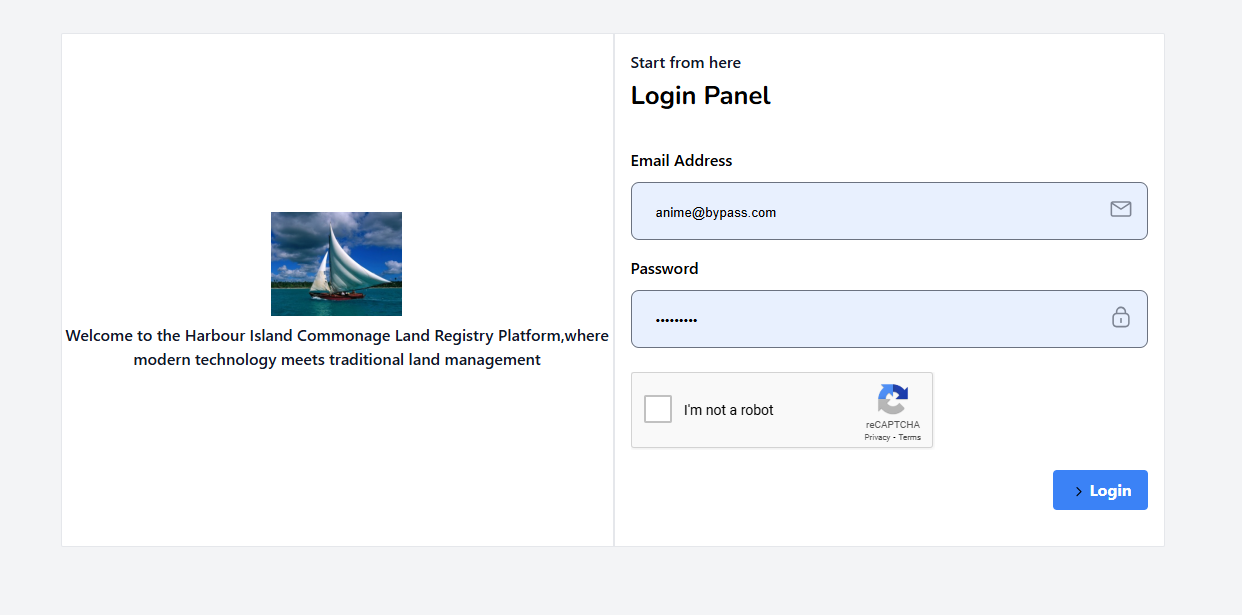 Welcome to the Harbour Island Commonage Land Registry Platform,where
modern technology meets traditional land management
Start from here
Login Panel
Email Address
anime@bypass.com
Password
•••••••••
I'm not a robot
reCAPTCHA
Privacy - Terms
Login